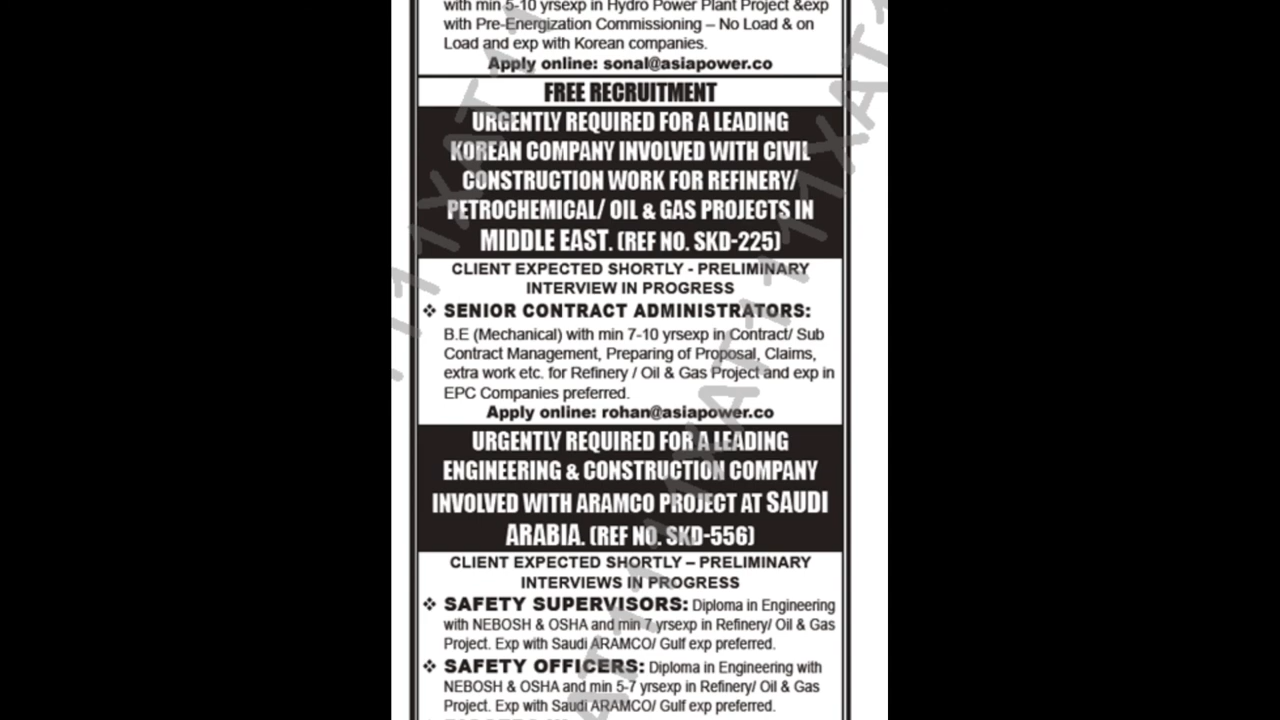 with min 5-10 yrsexp in Hydro Power Plant Project &exp
with Pre-Energization Commissioning – No Load & on
Load and exp with Korean companies.
Apply online: sonal@asiapower.co
FREE RECRUITMENT
URGENTLY REQUIRED FOR A LEADING
KOREAN COMPANY INVOLVED WITH CIVIL
CONSTRUCTION WORK FOR REFINERY/
PETROCHEMICAL/ OIL & GAS PROJECTS IN
MIDDLE EAST. (REF NO. SKD-225)
CLIENT EXPECTED SHORTLY - PRELIMINARY
INTERVIEW IN PROGRESS
❖ SENIOR CONTRACT ADMINISTRATORS:
B.E (Mechanical) with min 7-10 yrsexp in Contract/ Sub
Contract Management, Preparing of Proposal, Claims,
extra work etc. for Refinery / Oil & Gas Project and exp in
EPC Companies preferred.
Apply online: rohan@asiapower.co
URGENTLY REQUIRED FOR A LEADING
ENGINEERING & CONSTRUCTION COMPANY
INVOLVED WITH ARAMCO PROJECT AT SAUDI
ARABIA. (REF NO. SKD-556)
CLIENT EXPECTED SHORTLY – PRELIMINARY
INTERVIEWS IN PROGRESS
❖ SAFETY SUPERVISORS: Diploma in Engineering
with NEBOSH & OSHA and min 7 yrsexp in Refinery/ Oil & Gas
Project. Exp with Saudi ARAMCO/ Gulf exp preferred.
❖ SAFETY OFFICERS: Diploma in Engineering with
NEBOSH & OSHA and min 5-7 yrsexp in Refinery/ Oil & Gas
Project. Exp with Saudi ARAMCO/ Gulf exp preferred.